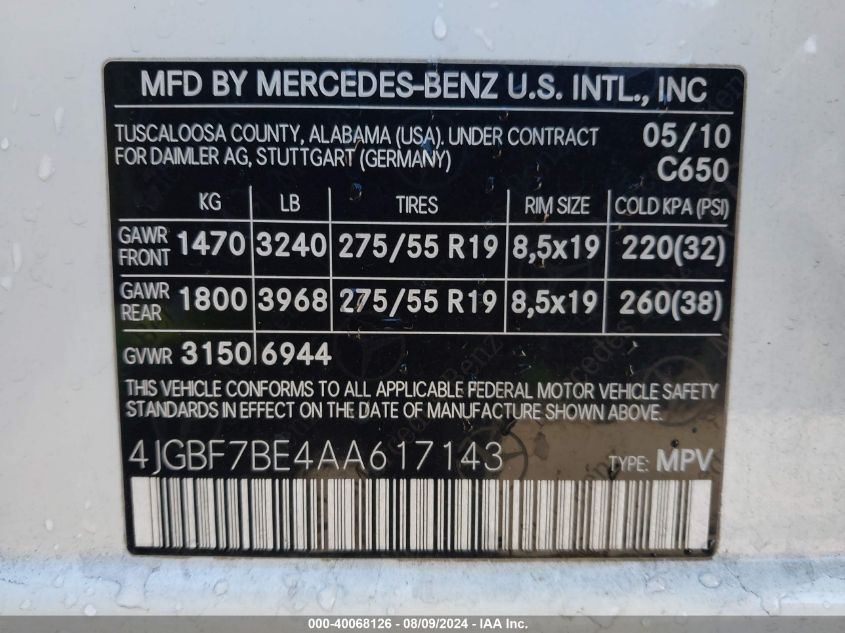 MFD BY MERCEDES-BENZ U.S. INTL., INC
TUSCALOOSA COUNTY, ALABAMA (USA). UNDER CONTRACT 05/10
FOR DAIMLER AG, STUTTGART (GERMANY) C650
KG LB TIRES RIM SIZE COLD KPA (PSI)
GAWR FRONT 1470 3240 275/55 R19 8,5x19 220(32)
GAWR REAR 1800 3968 275/55 R19 8,5x19 260(38)
GVWR 3150 6944
THIS VEHICLE CONFORMS TO ALL APPLICABLE FEDERAL MOTOR VEHICLE SAFETY
STANDARDS IN EFFECT ON THE DATE OF MANUFACTURE SHOWN ABOVE.
4JGBF7BE4AA617143 TYPE: MPV
000-40068126 - 08/09/2024 - IAA Inc.